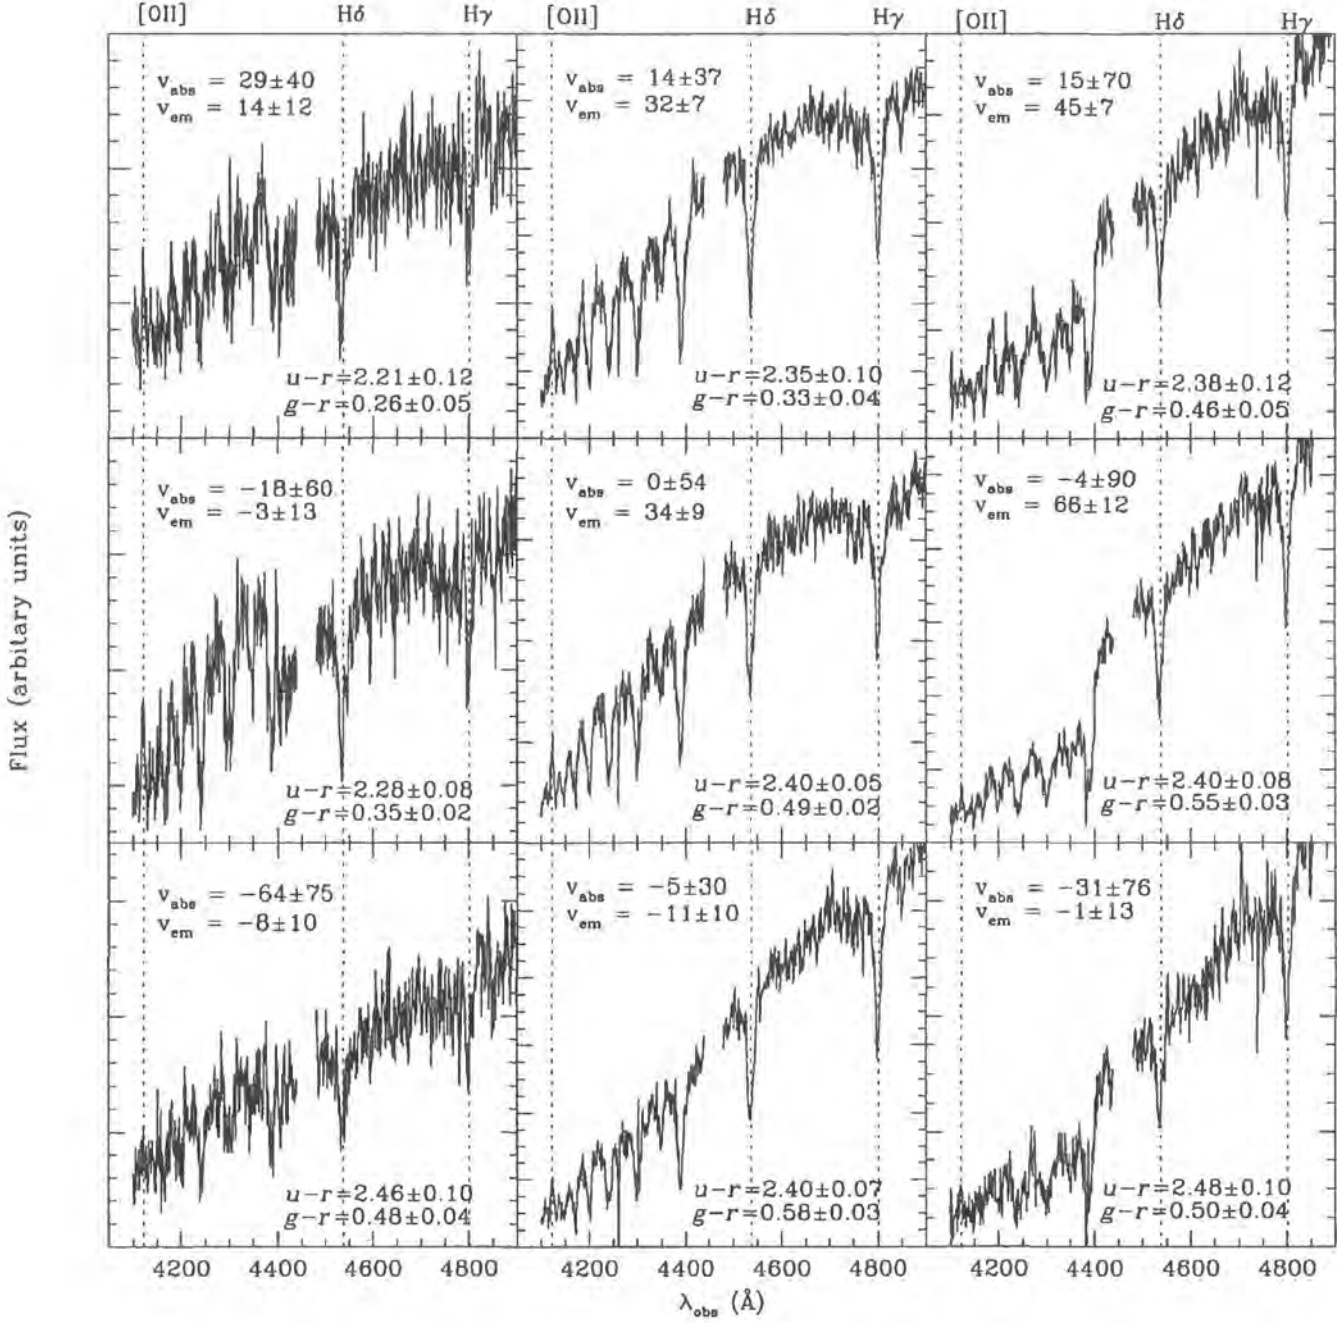 [OII] Hδ Hγ [OII] Hδ Hγ [OII] Hδ Hγ
v_abs = 29±40
v_em = 14±12
u−r=2.21±0.12
g−r=0.26±0.05
v_abs = 14±37
v_em = 32±7
u−r=2.35±0.10
g−r=0.33±0.04
v_abs = 15±70
v_em = 45±7
u−r=2.38±0.12
g−r=0.46±0.05
Flux (arbitary units)
v_abs = −18±60
v_em = −3±13
u−r=2.28±0.08
g−r=0.35±0.02
v_abs = 0±54
v_em = 34±9
u−r=2.40±0.05
g−r=0.49±0.02
v_abs = −4±90
v_em = 66±12
u−r=2.40±0.08
g−r=0.55±0.03
v_abs = −64±75
v_em = −8±10
u−r=2.46±0.10
g−r=0.48±0.04
v_abs = −5±30
v_em = −11±10
u−r=2.40±0.07
g−r=0.58±0.03
v_abs = −31±76
v_em = −1±13
u−r=2.48±0.10
g−r=0.50±0.04
4200 4400 4600 4800 4200 4400 4600 4800 4200 4400 4600 4800
λ_obs (Å)